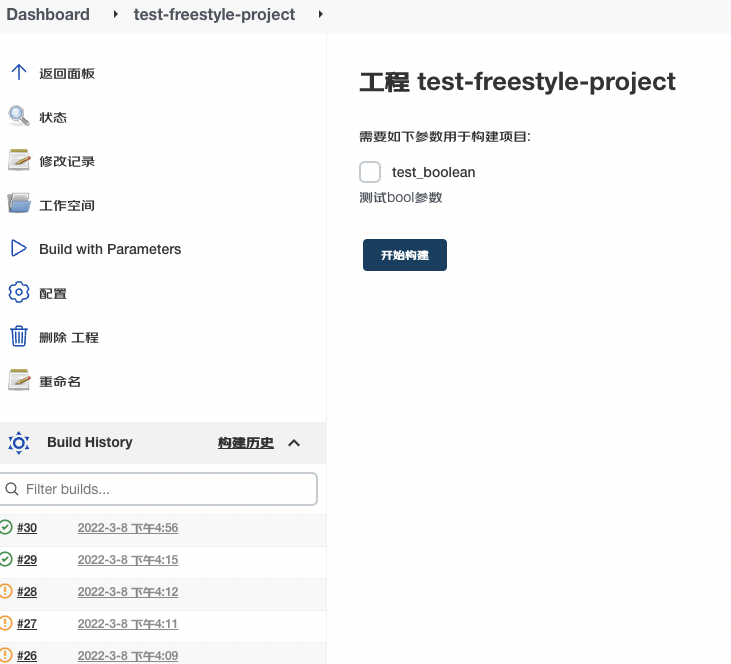 Dashboard test-freestyle-project
返回面板
状态
修改记录
工作空间
Build with Parameters
配置
删除 工程
重命名
Build History 构建历史
Filter builds...
#30 2022-3-8 下午4:56
#29 2022-3-8 下午4:15
#28 2022-3-8 下午4:12
#27 2022-3-8 下午4:11
#26 2022-3-8 下午4:09
工程 test-freestyle-project
需要如下参数用于构建项目:
test_boolean
测试bool参数
开始构建